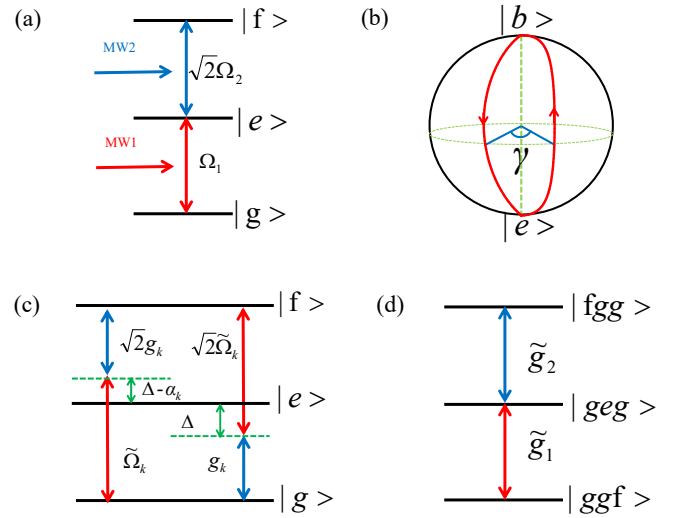 (a)
| f >
MW2
√2Ω₂
| e >
MW1
Ω₁
| g >
(b)
| b >
γ
| e >
(c)
| f >
√2g_k
√2Ω̃_k
Δ-α_k
| e >
Δ
Ω̃_k
g_k
| g >
(d)
| fgg >
g̃₂
| geg >
g̃₁
| ggf >